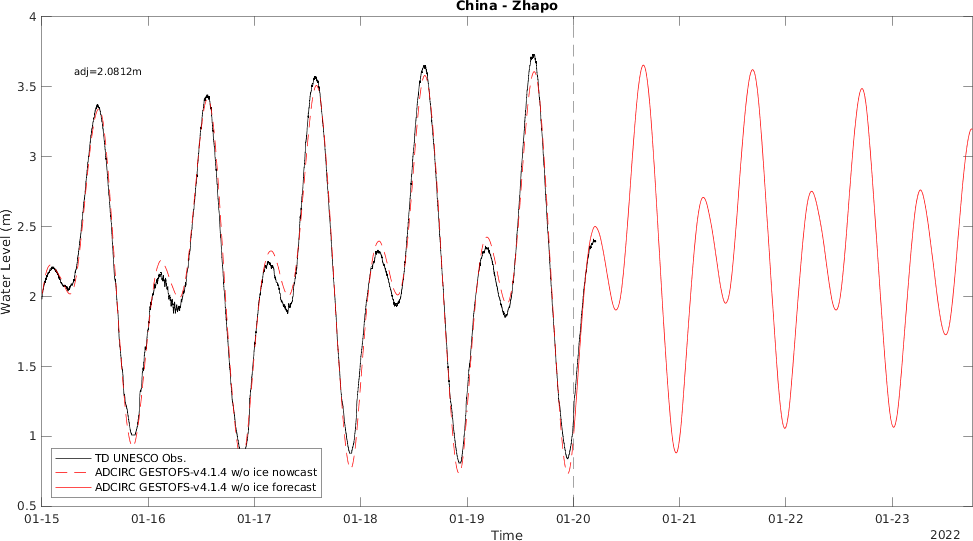 China - Zhapo
adj=2.0812m
Water Level (m)
4
3.5
3
2.5
2
1.5
1
0.5
TD UNESCO Obs.
ADCIRC GESTOFS-v4.1.4 w/o ice nowcast
ADCIRC GESTOFS-v4.1.4 w/o ice forecast
01-15 01-16 01-17 01-18 01-19 01-20 01-21 01-22 01-23
Time
2022